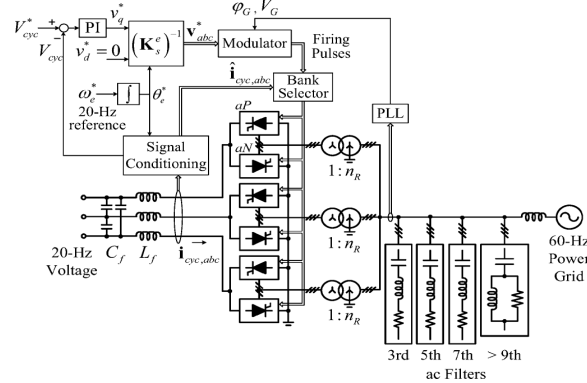 φ_G, V_G
V*_cyc + PI v*_q
− V_cyc v*_d = 0 (K^e_s)^−1 v*_abc Modulator Firing Pulses
î_cyc,abc Bank Selector
ω*_e ∫ θ*_e
20-Hz reference
PLL
Signal Conditioning
aP
aN
1:n_R
1:n_R
1:n_R
20-Hz Voltage C_f L_f i_cyc,abc
60-Hz Power Grid
3rd 5th 7th > 9th
ac Filters